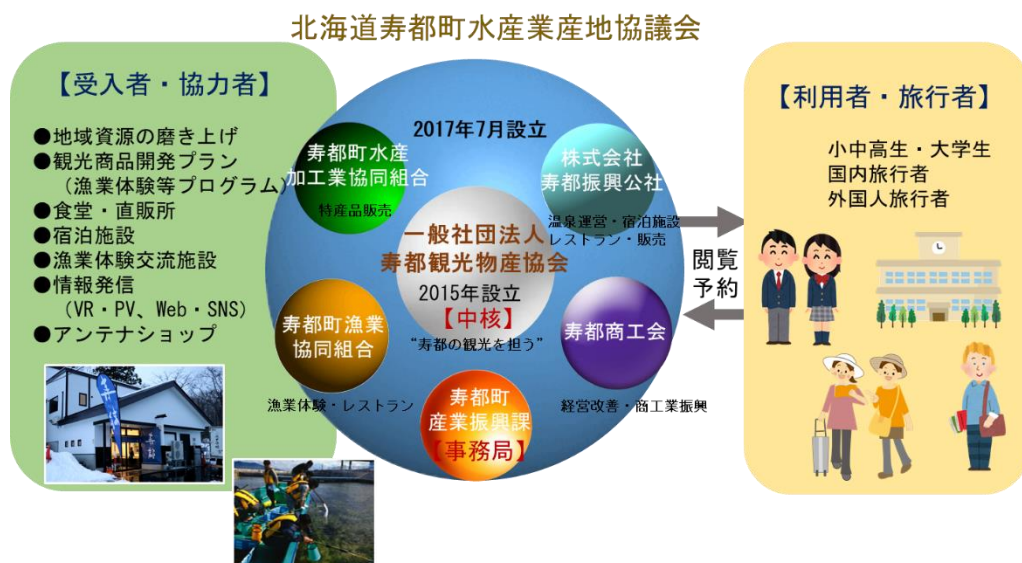 北海道寿都町水産業産地協議会
【受入者・協力者】
●地域資源の磨き上げ
●観光商品開発プラン
（漁業体験等プログラム）
●食堂・直販所
●宿泊施設
●漁業体験交流施設
●情報発信
（VR・PV、Web・SNS）
●アンテナショップ
2017年7月設立
寿都町水産
加工業協同組合
特産品販売
株式会社
寿都振興公社
温泉運営・宿泊施設
レストラン・販売
一般社団法人
寿都観光物産協会
2015年設立
【中核】
“寿都の観光を担う”
寿都町漁業
協同組合
漁業体験・レストラン
寿都商工会
経営改善・商工業振興
寿都町
産業振興課
【事務局】
閲覧
予約
【利用者・旅行者】
小中高生・大学生
国内旅行者
外国人旅行者